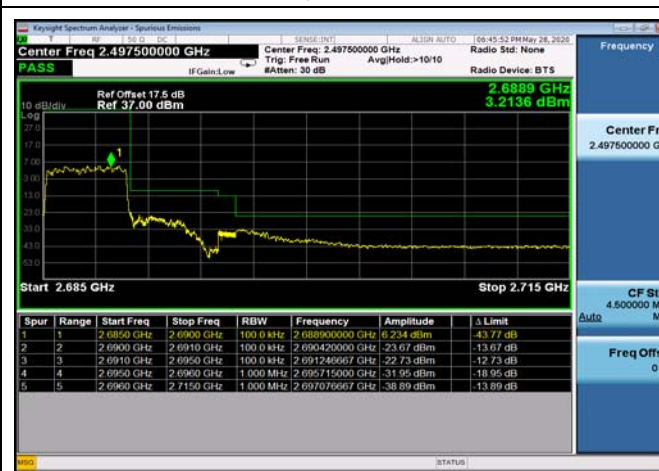 Keysight Spectrum Analyzer - Spurious Emissions
T RF 50 Ω DC SENSE:INT ALIGN AUTO 06:45:52 PM May 28, 2020
Center Freq 2.497500000 GHz Center Freq: 2.497500000 GHz Radio Std: None
Trig: Free Run Avg|Hold:>10/10
PASS IFGain:Low #Atten: 30 dB Radio Device: BTS
Ref Offset 17.5 dB 2.6889 GHz
10 dB/div Ref 37.00 dBm 3.2136 dBm
Log
27.0
17.0
1
7.00
-3.00
-13.0
-23.0
-33.0
-43.0
-53.0
Start 2.685 GHz Stop 2.715 GHz
Spur Range Start Freq Stop Freq RBW Frequency Amplitude Δ Limit
1 1 2.6850 GHz 2.6900 GHz 100.0 kHz 2.688900000 GHz 6.234 dBm -43.77 dB
2 2 2.6900 GHz 2.6910 GHz 100.0 kHz 2.690420000 GHz -23.67 dBm -13.67 dB
3 3 2.6910 GHz 2.6950 GHz 100.0 kHz 2.691246667 GHz -22.73 dBm -12.73 dB
4 4 2.6950 GHz 2.6960 GHz 1.000 MHz 2.695715000 GHz -31.95 dBm -18.95 dB
5 5 2.6960 GHz 2.7150 GHz 1.000 MHz 2.697076667 GHz -38.89 dBm -13.89 dB
MSG STATUS
Frequency
Center Fr
2.497500000 G
CF St
4.500000 M
Auto M
Freq Offs
0